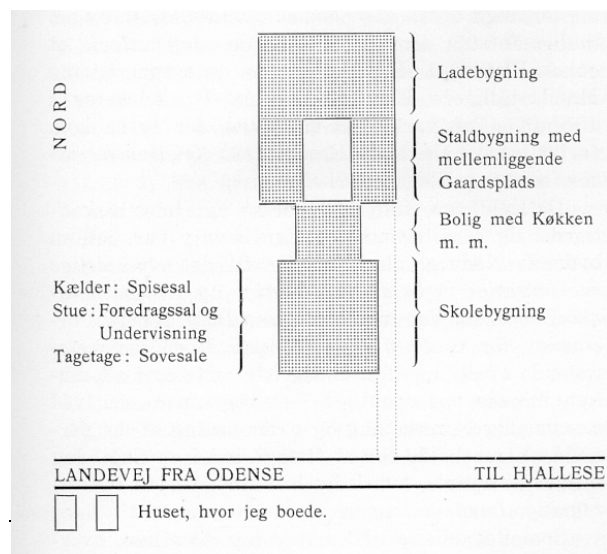 NORD
Ladebygning
Staldbygning med
mellemliggende
Gaardsplads
Bolig med Køkken
m. m.
Kælder: Spisesal
Stue: Foredragssal og
Undervisning
Tagetage: Sovesale
Skolebygning
LANDEVEJ FRA ODENSE TIL HJALLESE
Huset, hvor jeg boede.